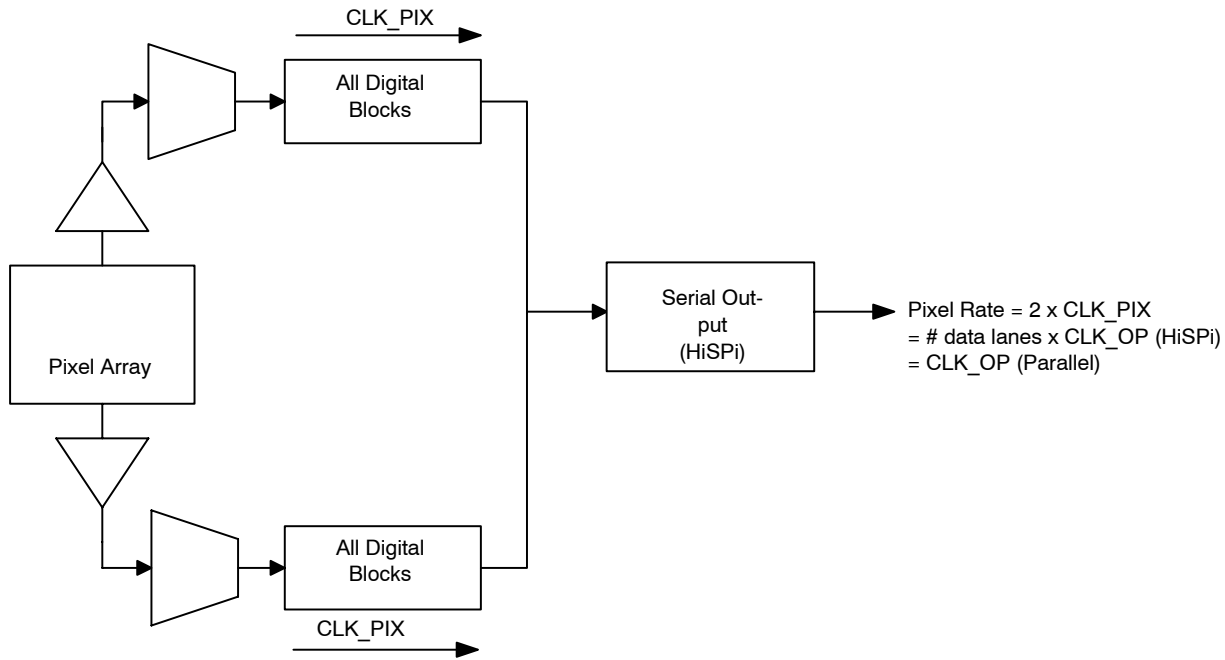 CLK_PIX
All Digital
Blocks
Pixel Array
Serial Out-
put
(HiSPi)
Pixel Rate = 2 x CLK_PIX
= # data lanes x CLK_OP (HiSPi)
= CLK_OP (Parallel)
All Digital
Blocks
CLK_PIX